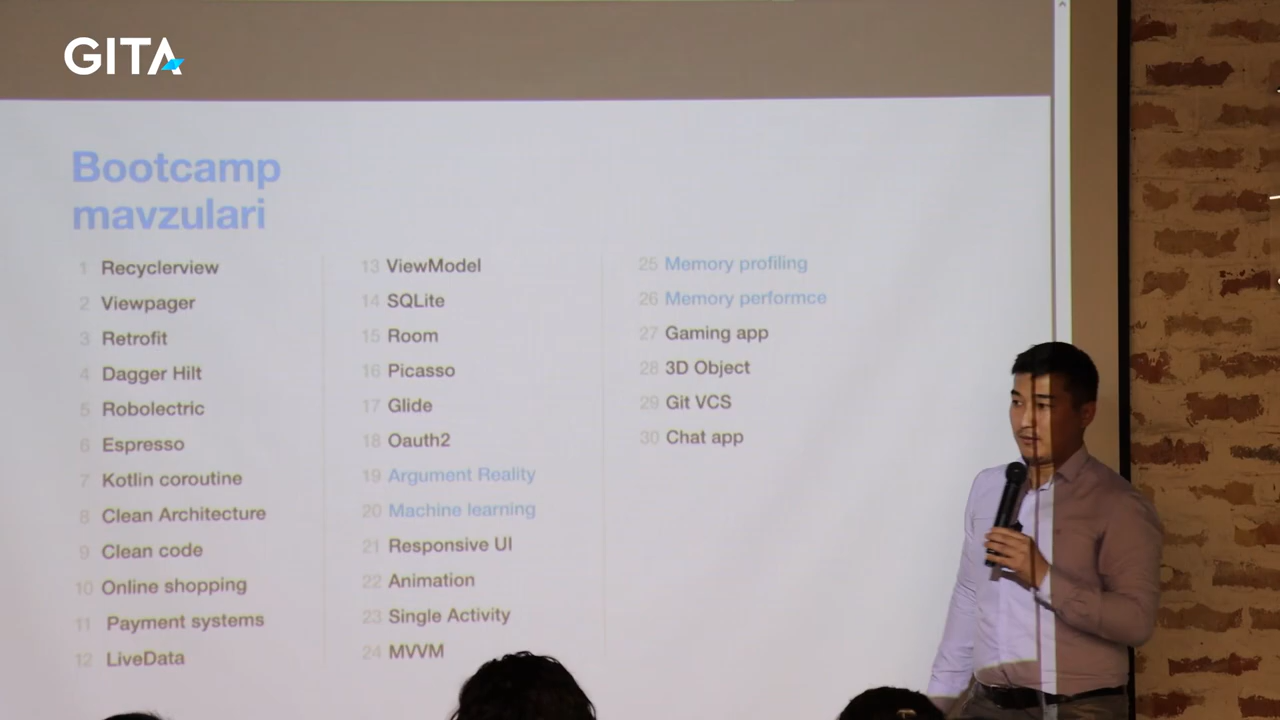 GITA
Bootcamp
mavzulari
1 Recyclerview
2 Viewpager
3 Retrofit
4 Dagger Hilt
5 Robolectric
6 Espresso
7 Kotlin coroutine
8 Clean Architecture
9 Clean code
10 Online shopping
11 Payment systems
12 LiveData
13 ViewModel
14 SQLite
15 Room
16 Picasso
17 Glide
18 Oauth2
19 Argument Reality
20 Machine learning
21 Responsive UI
22 Animation
23 Single Activity
24 MVVM
25 Memory profiling
26 Memory performce
27 Gaming app
28 3D Object
29 Git VCS
30 Chat app